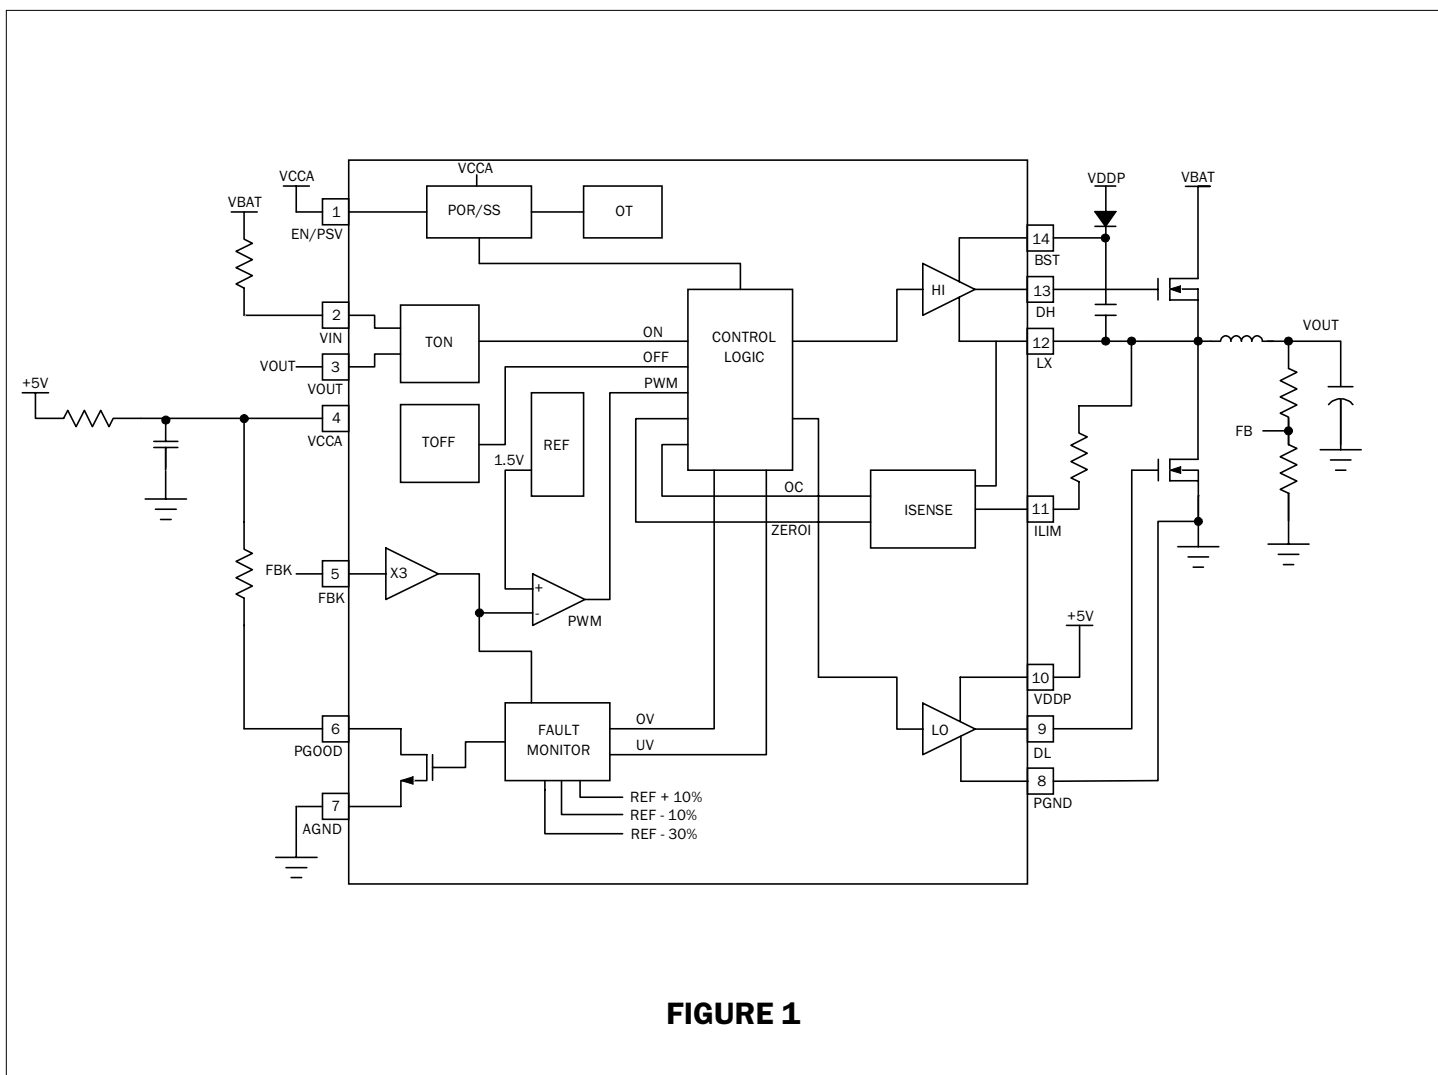 VCCA
VCCA
VBAT
1
EN/PSV
POR/SS
OT
VDDP
VBAT
14
BST
HI
13
DH
2
VIN
TON
ON
CONTROL
LOGIC
12
LX
VOUT
VOUT
3
VOUT
OFF
+5V
PWM
4
VCCA
TOFF
REF
1.5V
FB
OC
ISENSE
11
ILIM
ZEROI
FBK
5
FBK
X3
+
-
PWM
+5V
10
VDDP
6
PGOOD
FAULT
MONITOR
OV
UV
LO
9
DL
8
PGND
7
AGND
REF + 10%
REF - 10%
REF - 30%
FIGURE 1